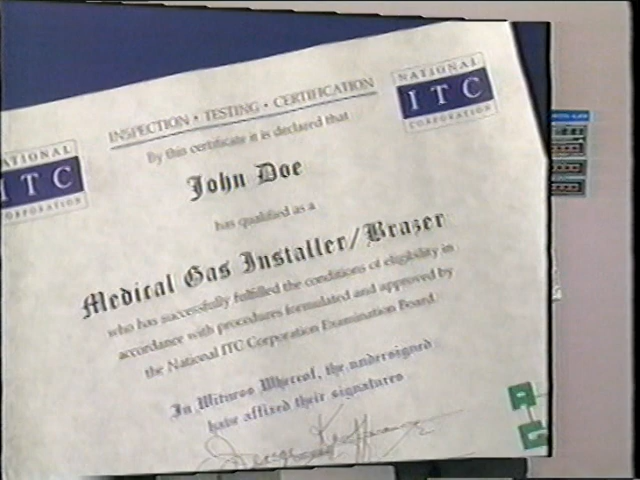 NATIONAL
ITC
CORPORATION
INSPECTION • TESTING • CERTIFICATION
NATIONAL
ITC
CORPORATION
By this certificate it is declared that
John Doe
has qualified as a
Medical Gas Installer/Brazer
who has successfully fulfilled the conditions of eligibility in
accordance with procedures formulated and approved by
the National ITC Corporation Examination Board.
In Witness Whereof, the undersigned
have affixed their signatures